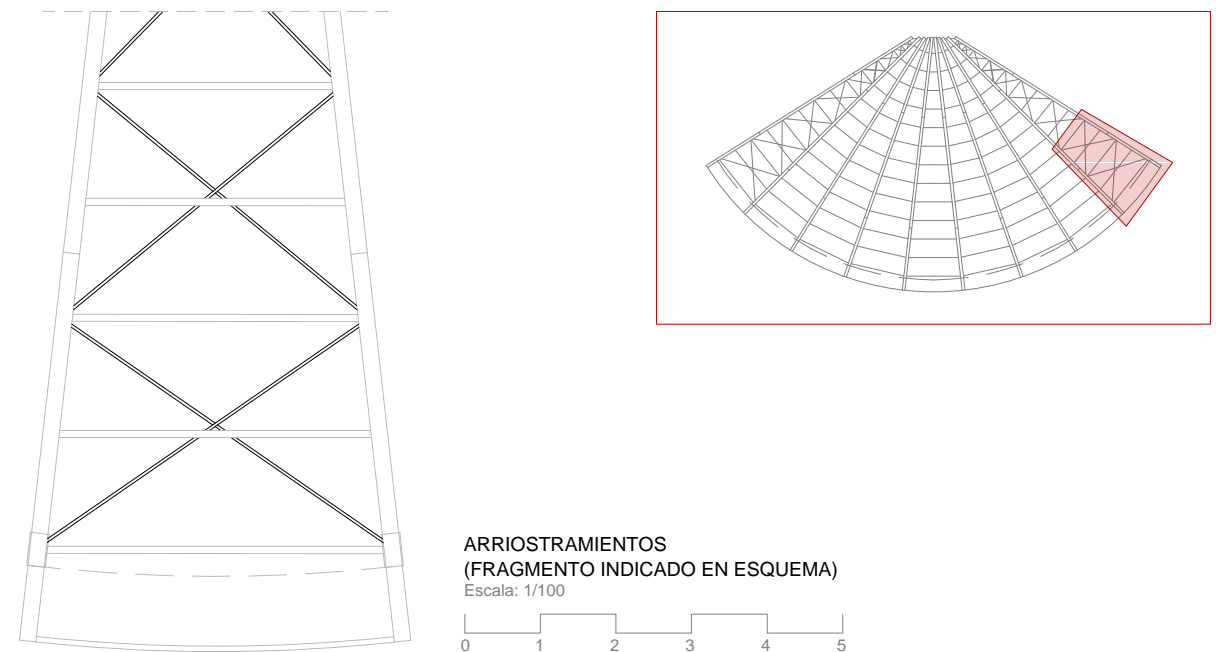 ARRIOSTRAMIENTOS
(FRAGMENTO INDICADO EN ESQUEMA)
Escala: 1/100
0 1 2 3 4 5